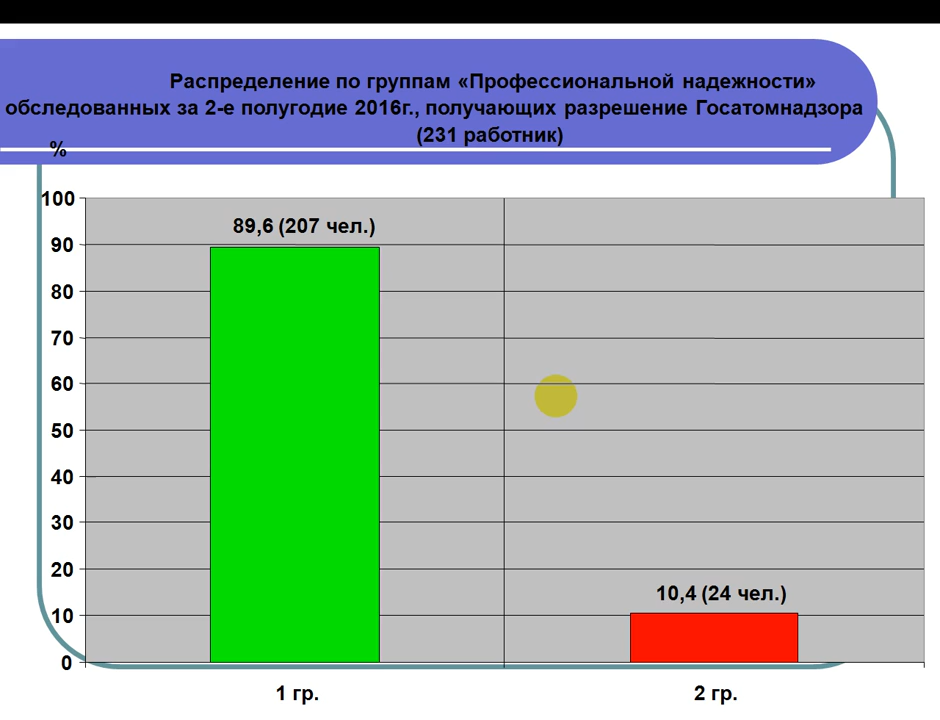 Распределение по группам «Профессиональной надежности»
обследованных за 2-е полугодие 2016г., получающих разрешение Госатомнадзора
(231 работник)
%
100
89,6 (207 чел.)
90
80
70
60
50
40
30
20
10,4 (24 чел.)
10
0
1 гр.
2 гр.